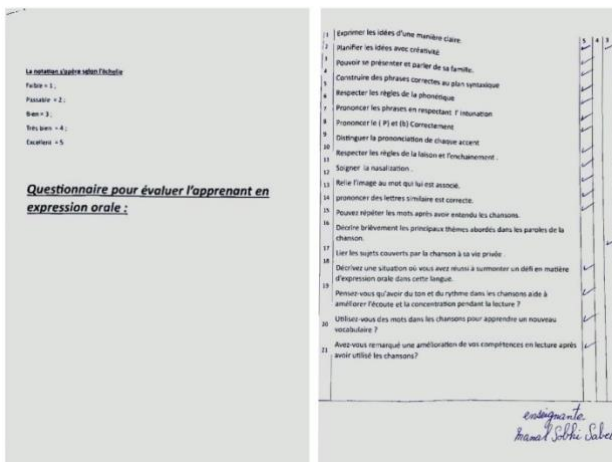 La notation s'opère selon l'échelle
Faible = 1 ;
Passable = 2 ;
Bien = 3 ;
Très bien = 4 ;
Excellent = 5
Questionnaire pour évaluer l'apprenant en
expression orale :
5 4 3
1 Exprimer les idées d'une manière claire
2 Planifier les idées avec créativité
3 Pouvoir se présenter et parler de sa famille.
4 Construire des phrases correctes au plan syntaxique
6 Respecter les règles de la phonétique
7 Prononcer les phrases en respectant l' intonation
8 Prononcer le ( P) et (b) Correctement
9 Distinguer la prononciation de chaque accent
10
11 Respecter les règles de la liaison et l'enchainement .
12 Soigner la nasalization .
13 Relie l'image au mot qui lui est associé.
14 prononcer des lettres similaire est correcte.
15 Pouvez répéter les mots après avoir entendu les chansons.
16 Décrire brièvement les principaux thèmes abordés dans les paroles de la
chanson.
17 Lier les sujets couverts par la chanson à sa vie privée .
18 Décrivez une situation où vous avez réussi à surmonter un défi en matière
d'expression orale dans cette langue.
19 Pensez-vous qu'avoir du ton et du rythme dans les chansons aide à
améliorer l'écoute et la concentration pendant la lecture ?
20 Utilisez-vous des mots dans les chansons pour apprendre un nouveau
vocabulaire ?
21 Avez-vous remarqué une amélioration de vos compétences en lecture après
avoir utilisé les chansons?
enseignante
Manal Sobhi